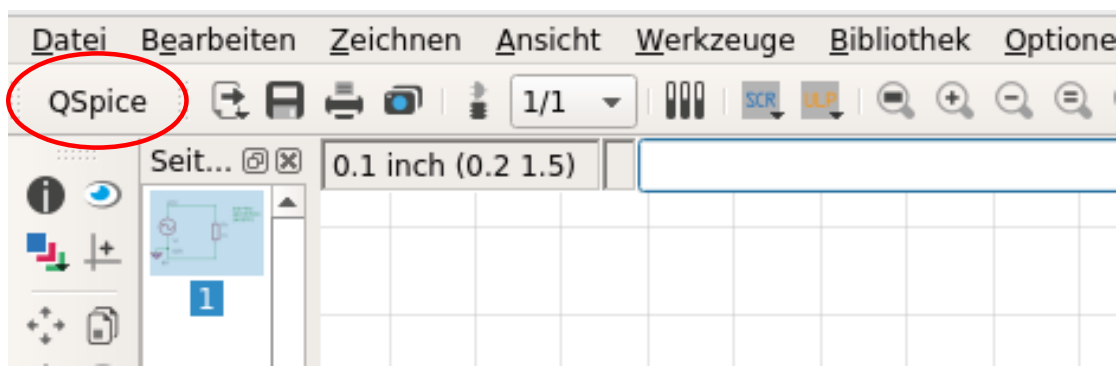 Datei Bearbeiten Zeichnen Ansicht Werkzeuge Bibliothek Optione
QSpice 1/1 SCR ULP
Seit... 0.1 inch (0.2 1.5)
1